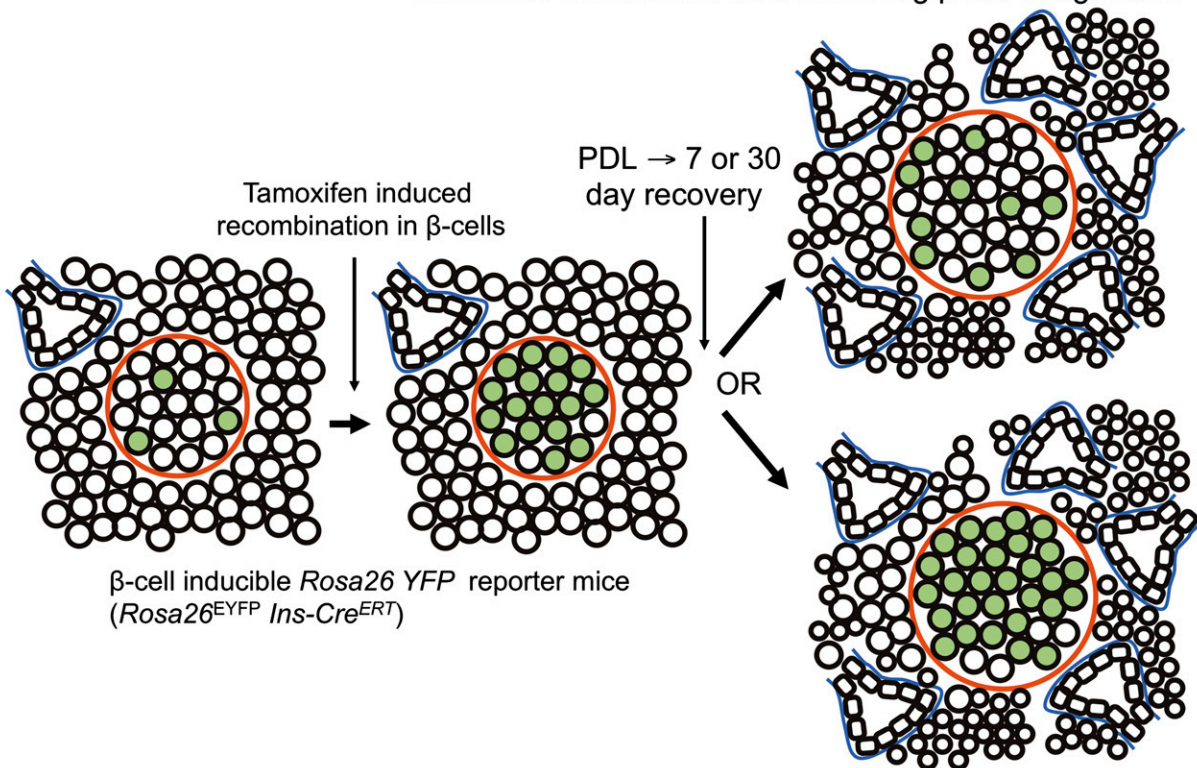 PDL → 7 or 30
day recovery
Tamoxifen induced
recombination in β-cells
OR
β-cell inducible Rosa26 YFP reporter mice
(Rosa26EYFP Ins-CreERT)